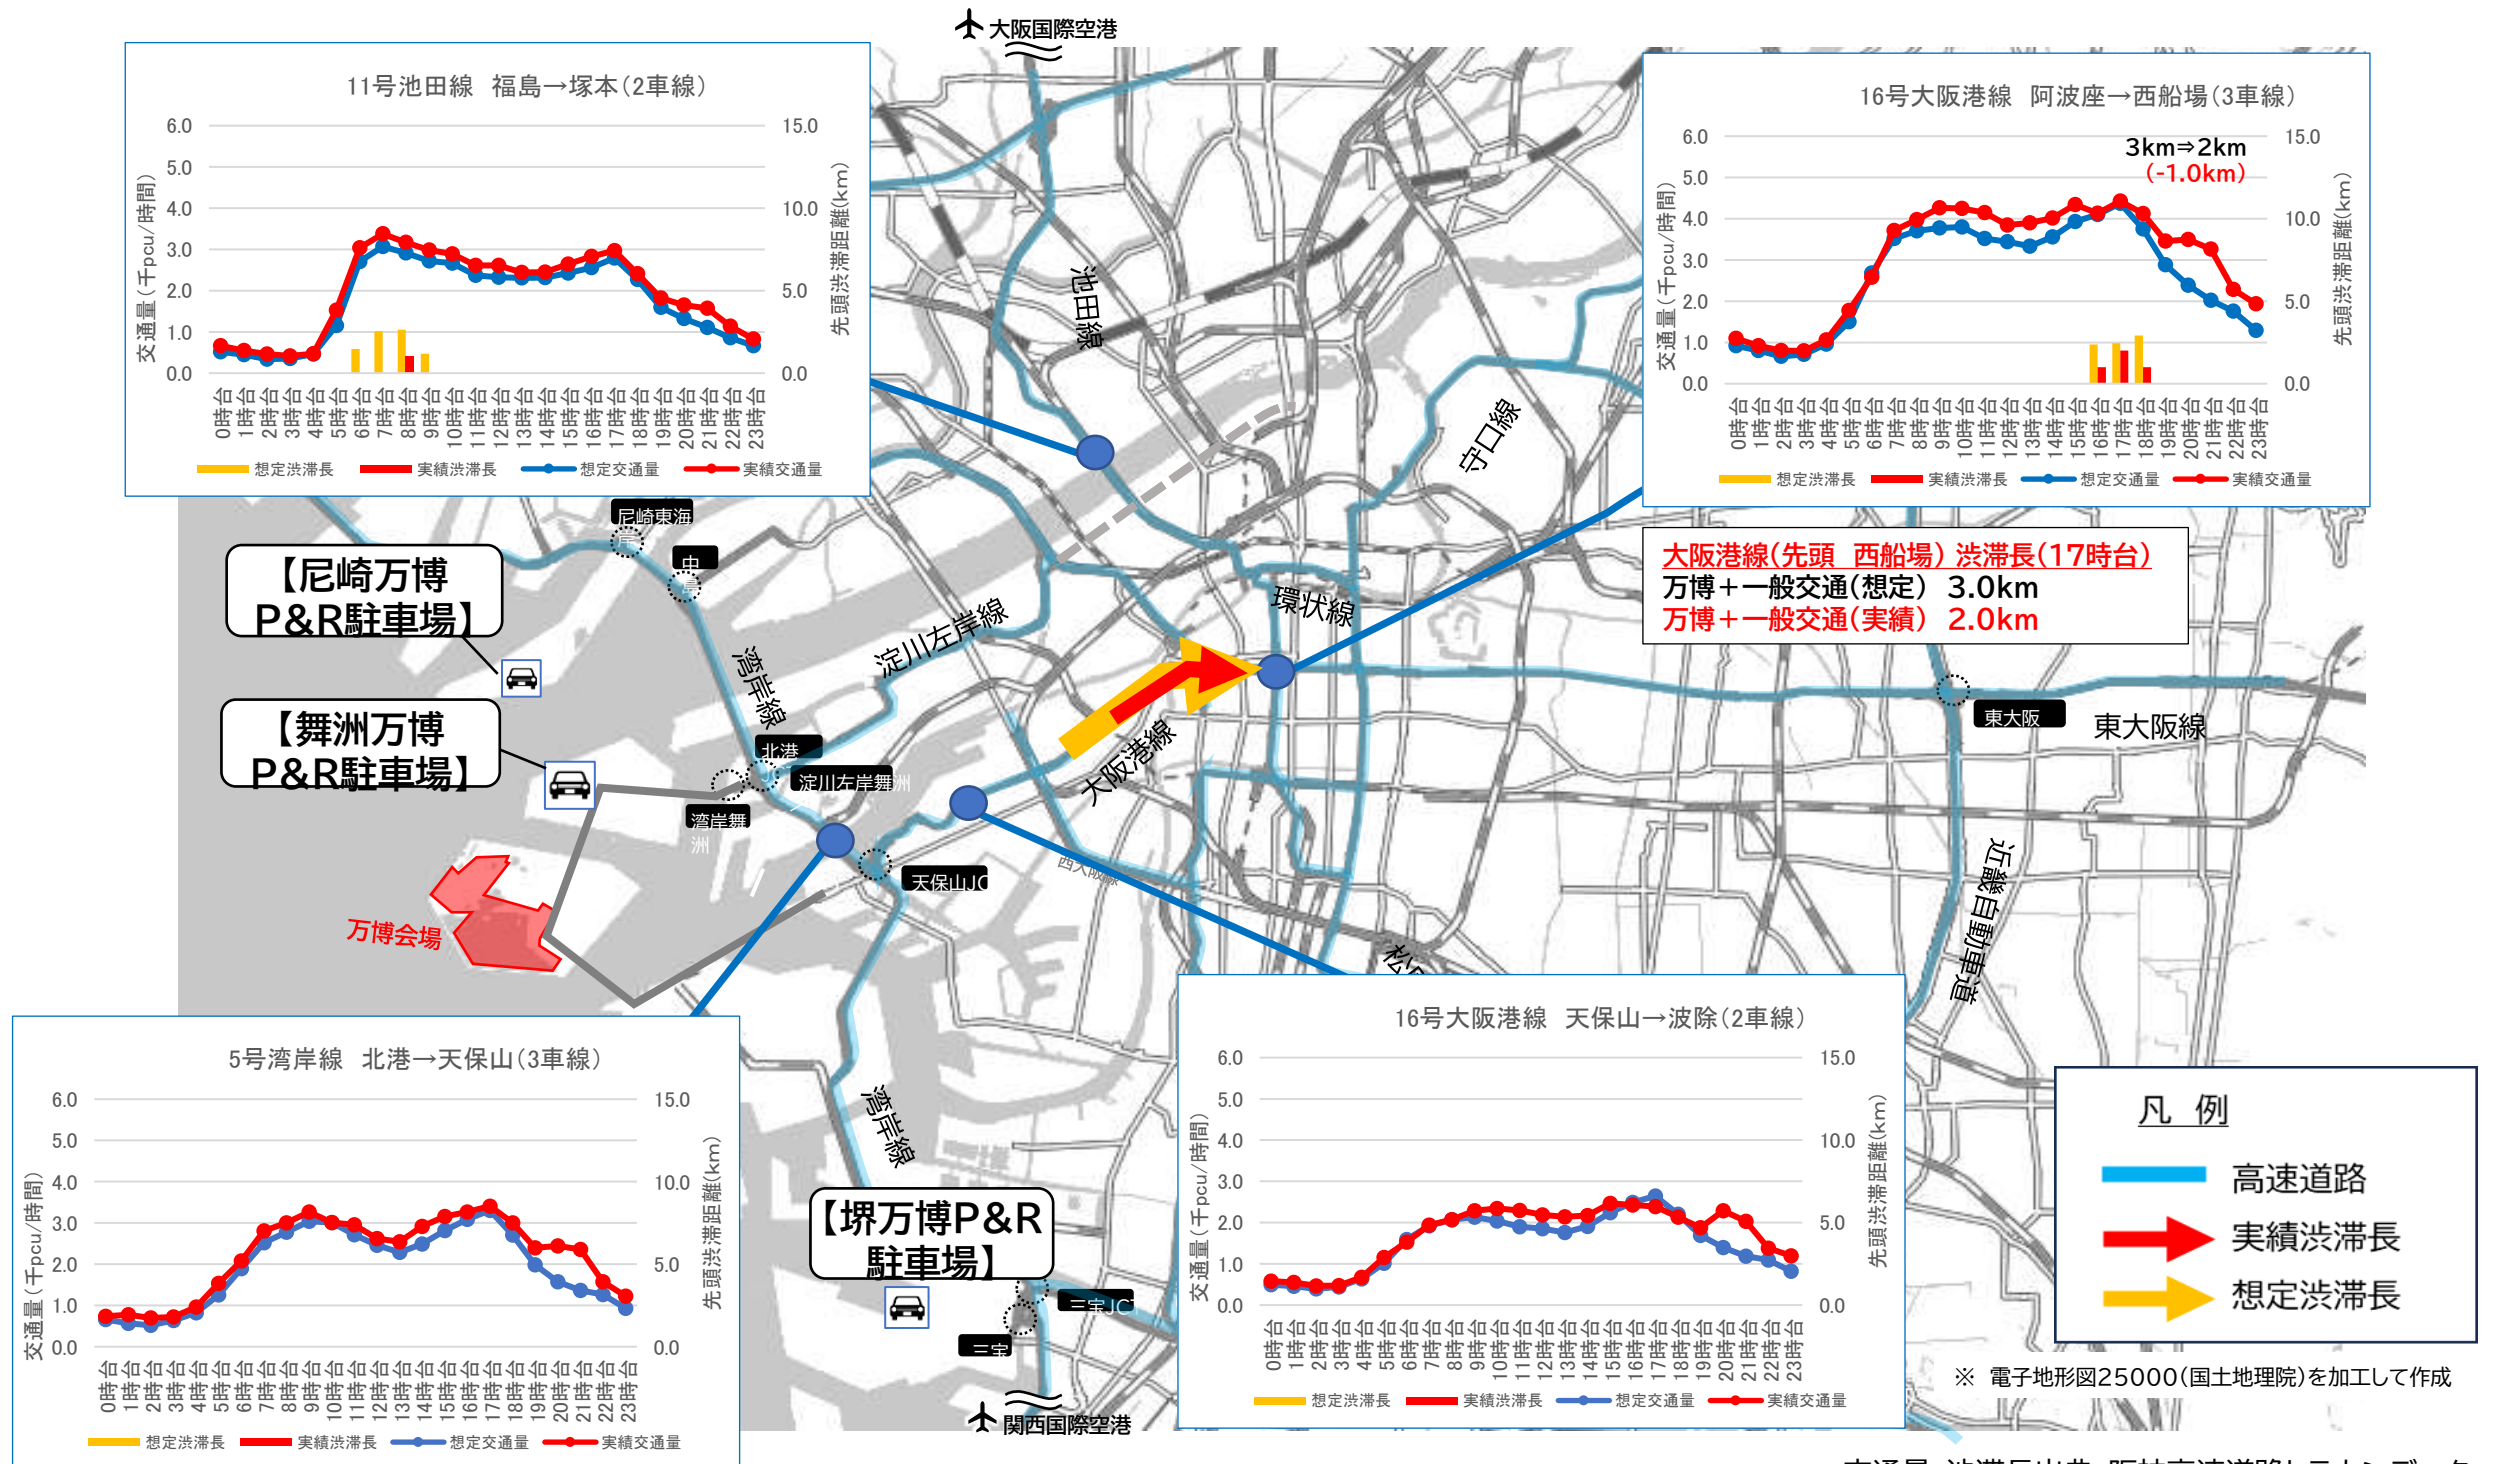 大阪国際空港
11号池田線　福島→塚本(2車線)
6.0
5.0
4.0
3.0
2.0
1.0
0.0
15.0
10.0
5.0
0.0
交通量(千pcu/時間)
先頭渋滞距離(km)
0時台
1時台
2時台
3時台
4時台
5時台
6時台
7時台
8時台
9時台
10時台
11時台
12時台
13時台
14時台
15時台
16時台
17時台
18時台
19時台
20時台
21時台
22時台
23時台
想定渋滞長　実績渋滞長　想定交通量　実績交通量
16号大阪港線　阿波座→西船場(3車線)
6.0
5.0
4.0
3.0
2.0
1.0
0.0
15.0
10.0
5.0
0.0
交通量(千pcu/時間)
先頭渋滞距離(km)
3km⇒2km
(-1.0km)
0時台
1時台
2時台
3時台
4時台
5時台
6時台
7時台
8時台
9時台
10時台
11時台
12時台
13時台
14時台
15時台
16時台
17時台
18時台
19時台
20時台
21時台
22時台
23時台
想定渋滞長　実績渋滞長　想定交通量　実績交通量
大阪港線(先頭　西船場) 渋滞長(17時台)
万博＋一般交通(想定)　3.0km
万博＋一般交通(実績)　2.0km
池田線
守口線
環状線
淀川左岸線
湾岸線
大阪港線
西大阪線
東大阪線
近畿自動車道
湾岸線
尼崎東海
岸
中
島
北港
淀川左岸舞洲
湾岸舞
洲
天保山JC
東大阪
三宝JCT
三宝
【尼崎万博
P&R駐車場】
【舞洲万博
P&R駐車場】
万博会場
【堺万博P&R
駐車場】
5号湾岸線　北港→天保山(3車線)
6.0
5.0
4.0
3.0
2.0
1.0
0.0
15.0
10.0
5.0
0.0
交通量(千pcu/時間)
先頭渋滞距離(km)
0時台
1時台
2時台
3時台
4時台
5時台
6時台
7時台
8時台
9時台
10時台
11時台
12時台
13時台
14時台
15時台
16時台
17時台
18時台
19時台
20時台
21時台
22時台
23時台
想定渋滞長　実績渋滞長　想定交通量　実績交通量
16号大阪港線　天保山→波除(2車線)
6.0
5.0
4.0
3.0
2.0
1.0
0.0
15.0
10.0
5.0
0.0
交通量(千pcu/時間)
先頭渋滞距離(km)
0時台
1時台
2時台
3時台
4時台
5時台
6時台
7時台
8時台
9時台
10時台
11時台
12時台
13時台
14時台
15時台
16時台
17時台
18時台
19時台
20時台
21時台
22時台
23時台
想定渋滞長　実績渋滞長　想定交通量　実績交通量
関西国際空港
凡　例
高速道路
実績渋滞長
想定渋滞長
※　電子地形図25000(国土地理院)を加工して作成